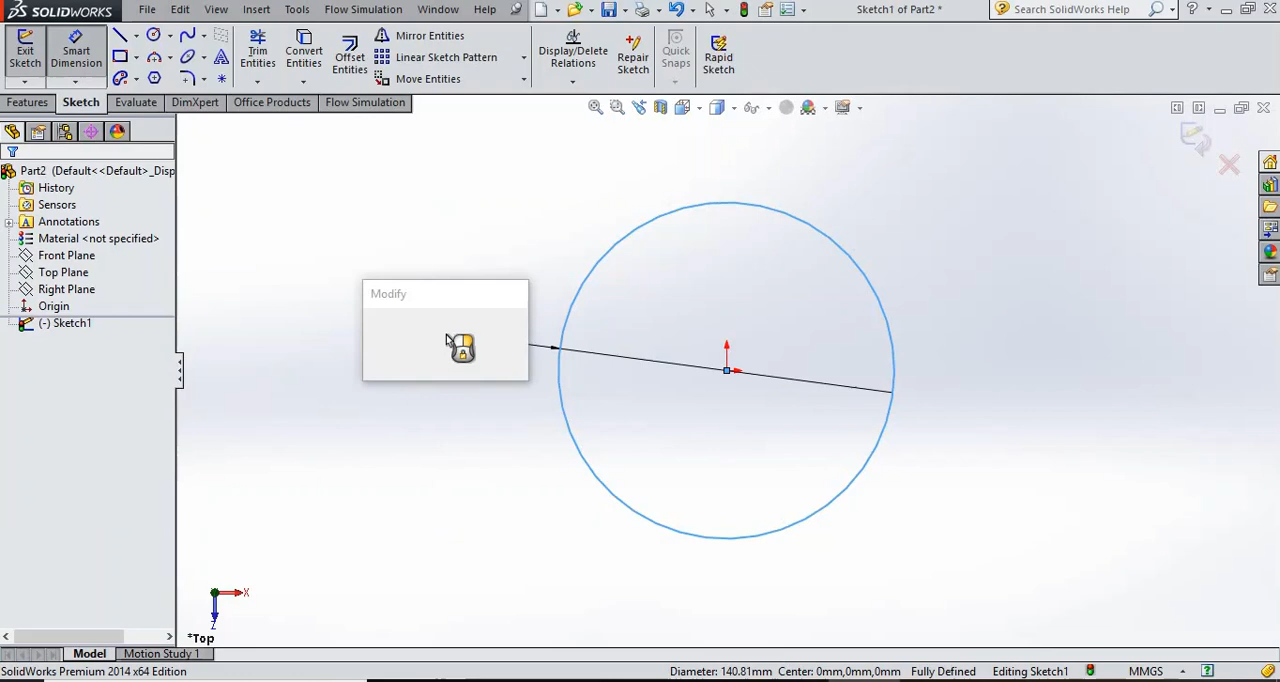 SOLIDWORKS File Edit View Insert Tools Flow Simulation Window Help Sketch1 of Part2 * Search SolidWorks Help
Exit Sketch Smart Dimension Trim Entities Convert Entities Offset Entities Mirror Entities Linear Sketch Pattern Move Entities Display/Delete Relations Repair Sketch Quick Snaps Rapid Sketch
Features Sketch Evaluate DimXpert Office Products Flow Simulation
Part2 (Default<<Default>_Disp
History
Sensors
Annotations
Material <not specified>
Front Plane
Top Plane
Right Plane
Origin
(-) Sketch1
Modify
X
Z
*Top
Model Motion Study 1
SolidWorks Premium 2014 x64 Edition Diameter: 140.81mm Center: 0mm,0mm,0mm Fully Defined Editing Sketch1 MMGS